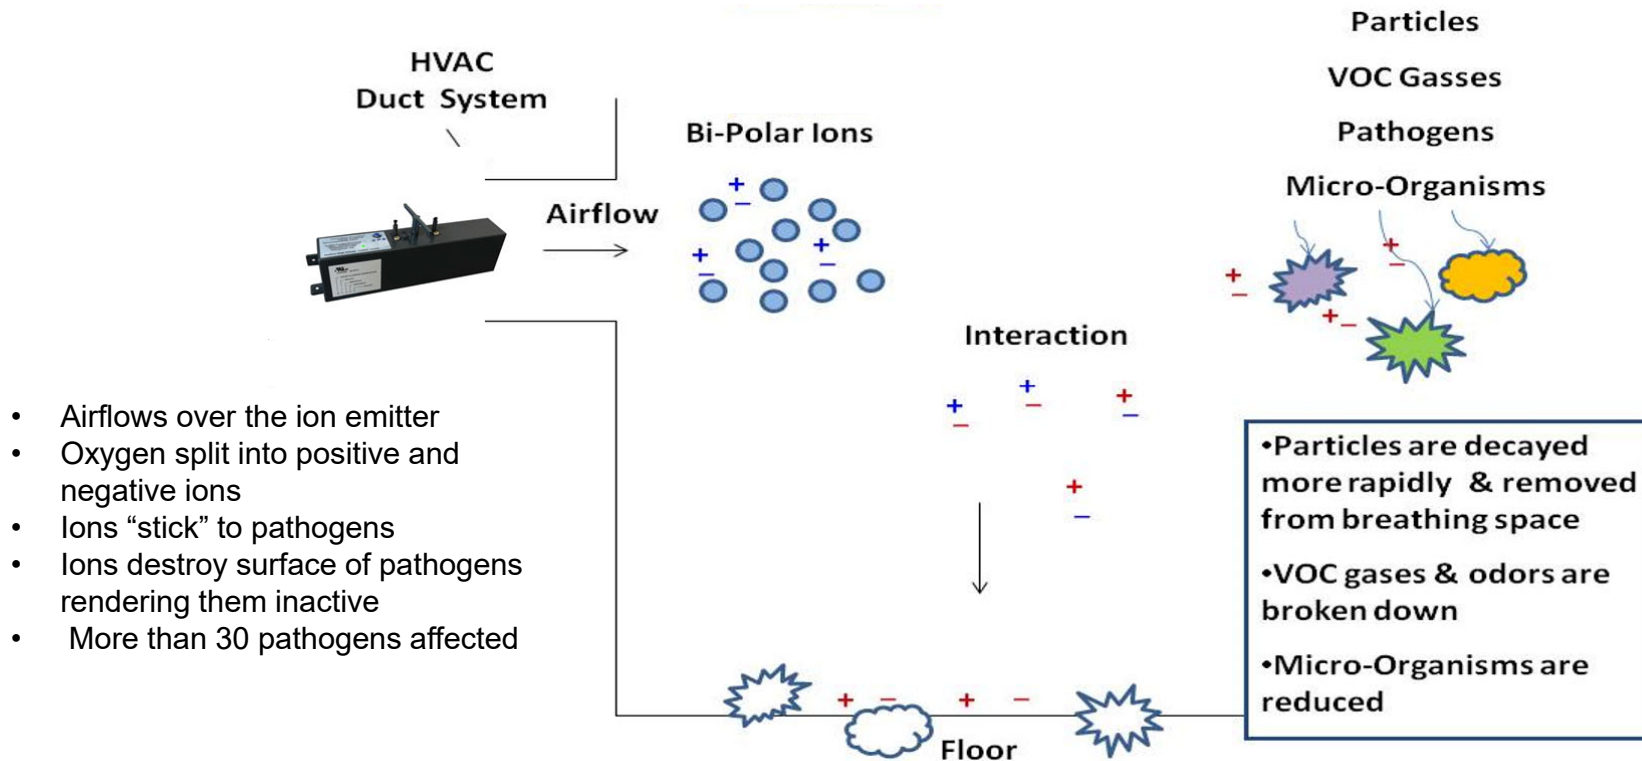 HVAC
Duct System
Airflow
Bi-Polar Ions
Particles
VOC Gasses
Pathogens
Micro-Organisms
Interaction
• Airflows over the ion emitter
• Oxygen split into positive and
negative ions
• Ions “stick” to pathogens
• Ions destroy surface of pathogens
rendering them inactive
• More than 30 pathogens affected
•Particles are decayed
more rapidly & removed
from breathing space
•VOC gases & odors are
broken down
•Micro-Organisms are
reduced
Floor